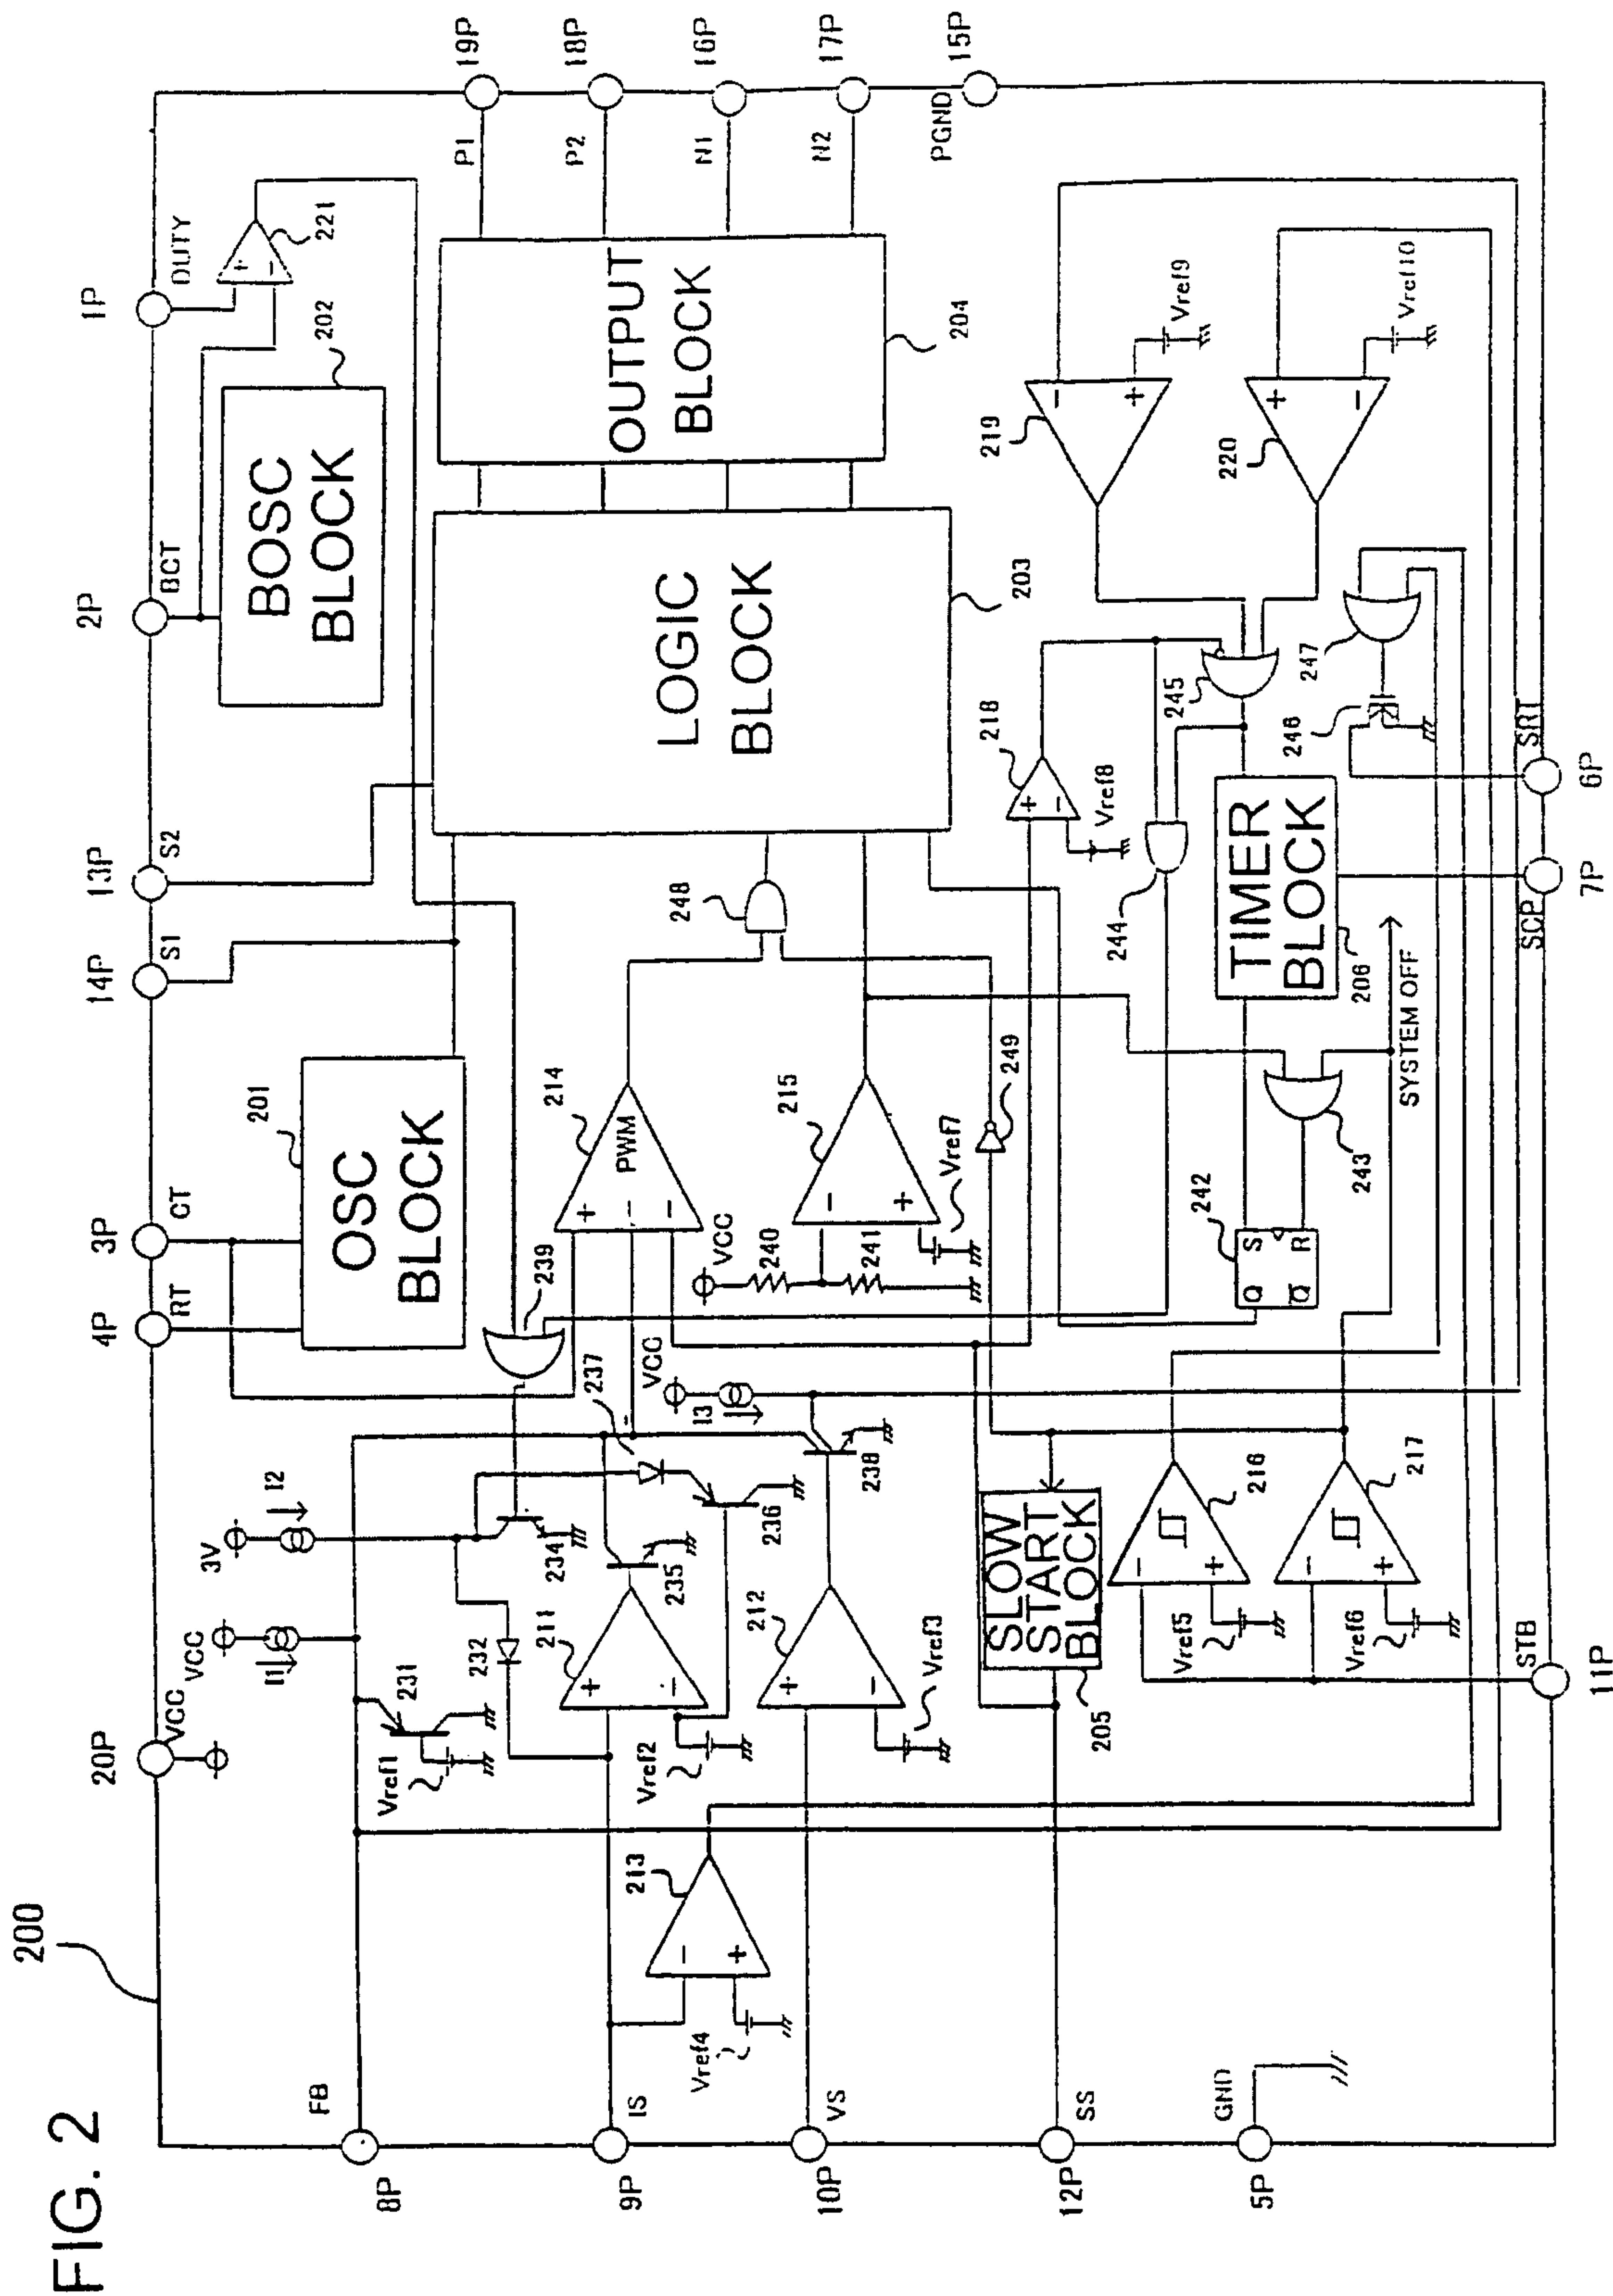 FIG. 2
200
20P
VCC
4P
RT
3P
CT
14P
S1
13P
S2
2P
BCT
1P
DUTY
VCC
3V
I1
I2
201
OSC
BLOCK
BOSC
BLOCK
202
221
19P
P1
18P
P2
16P
N1
17P
N2
15P
PGND
8P
FB
Vref1
231
232
234
239
237
235
236
211
+
−
Vref2
9P
IS
213
−
+
Vref4
10P
VS
212
+
−
Vref3
238
VCC
I3
214
+
−
−
PWM
215
−
+
VCC
240
241
Vref7
248
249
LOGIC
BLOCK
203
OUTPUT
BLOCK
204
12P
SS
SLOW
START
BLOCK
205
216
−
+
Vref5
217
−
+
Vref6
242
S
R
Q
Q
243
SYSTEM OFF
244
218
+
−
Vref8
TIMER
BLOCK
206
245
246
247
219
−
+
Vref9
220
+
−
Vref10
5P
GND
11P
STB
7P
SCP
6P
SRT